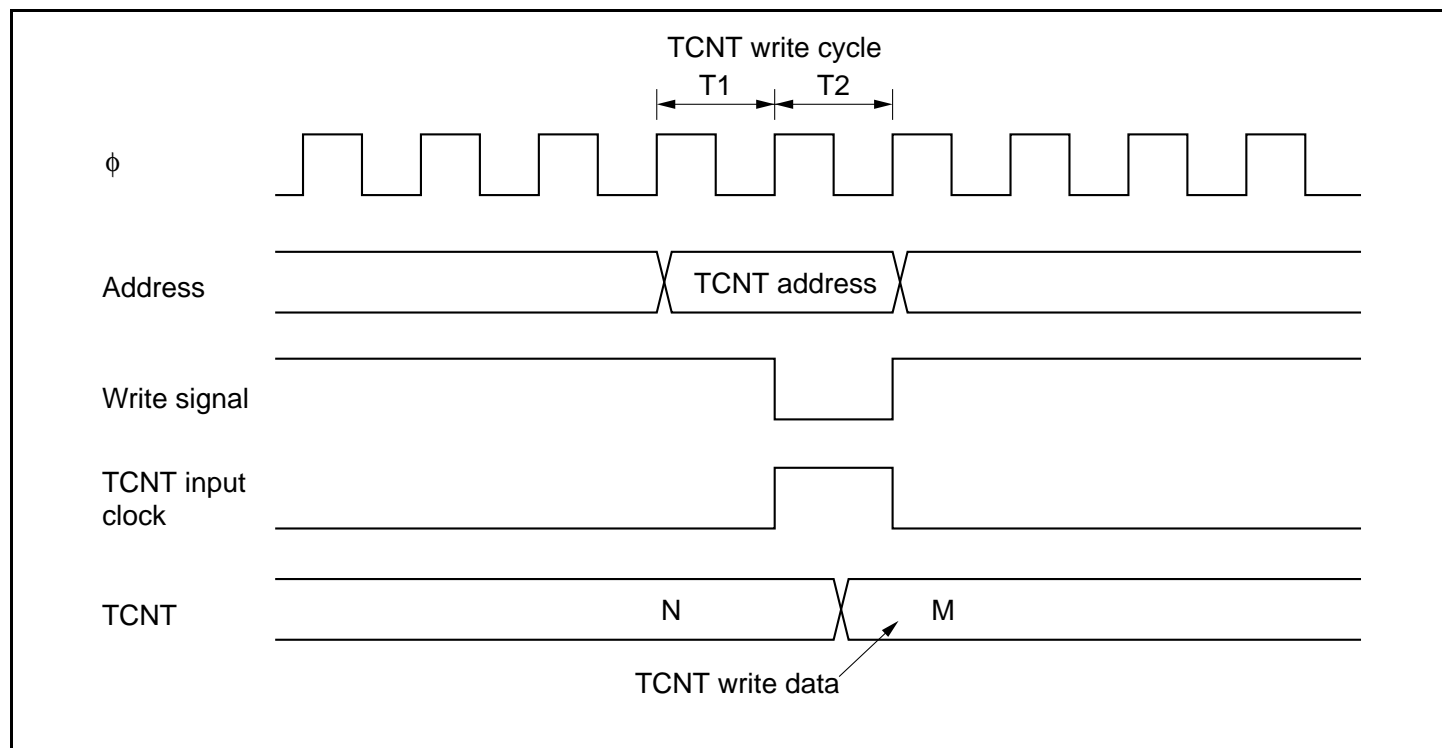 TCNT write cycle
T1 T2
ϕ
Address
TCNT address
Write signal
TCNT input
clock
TCNT
N M
TCNT write data